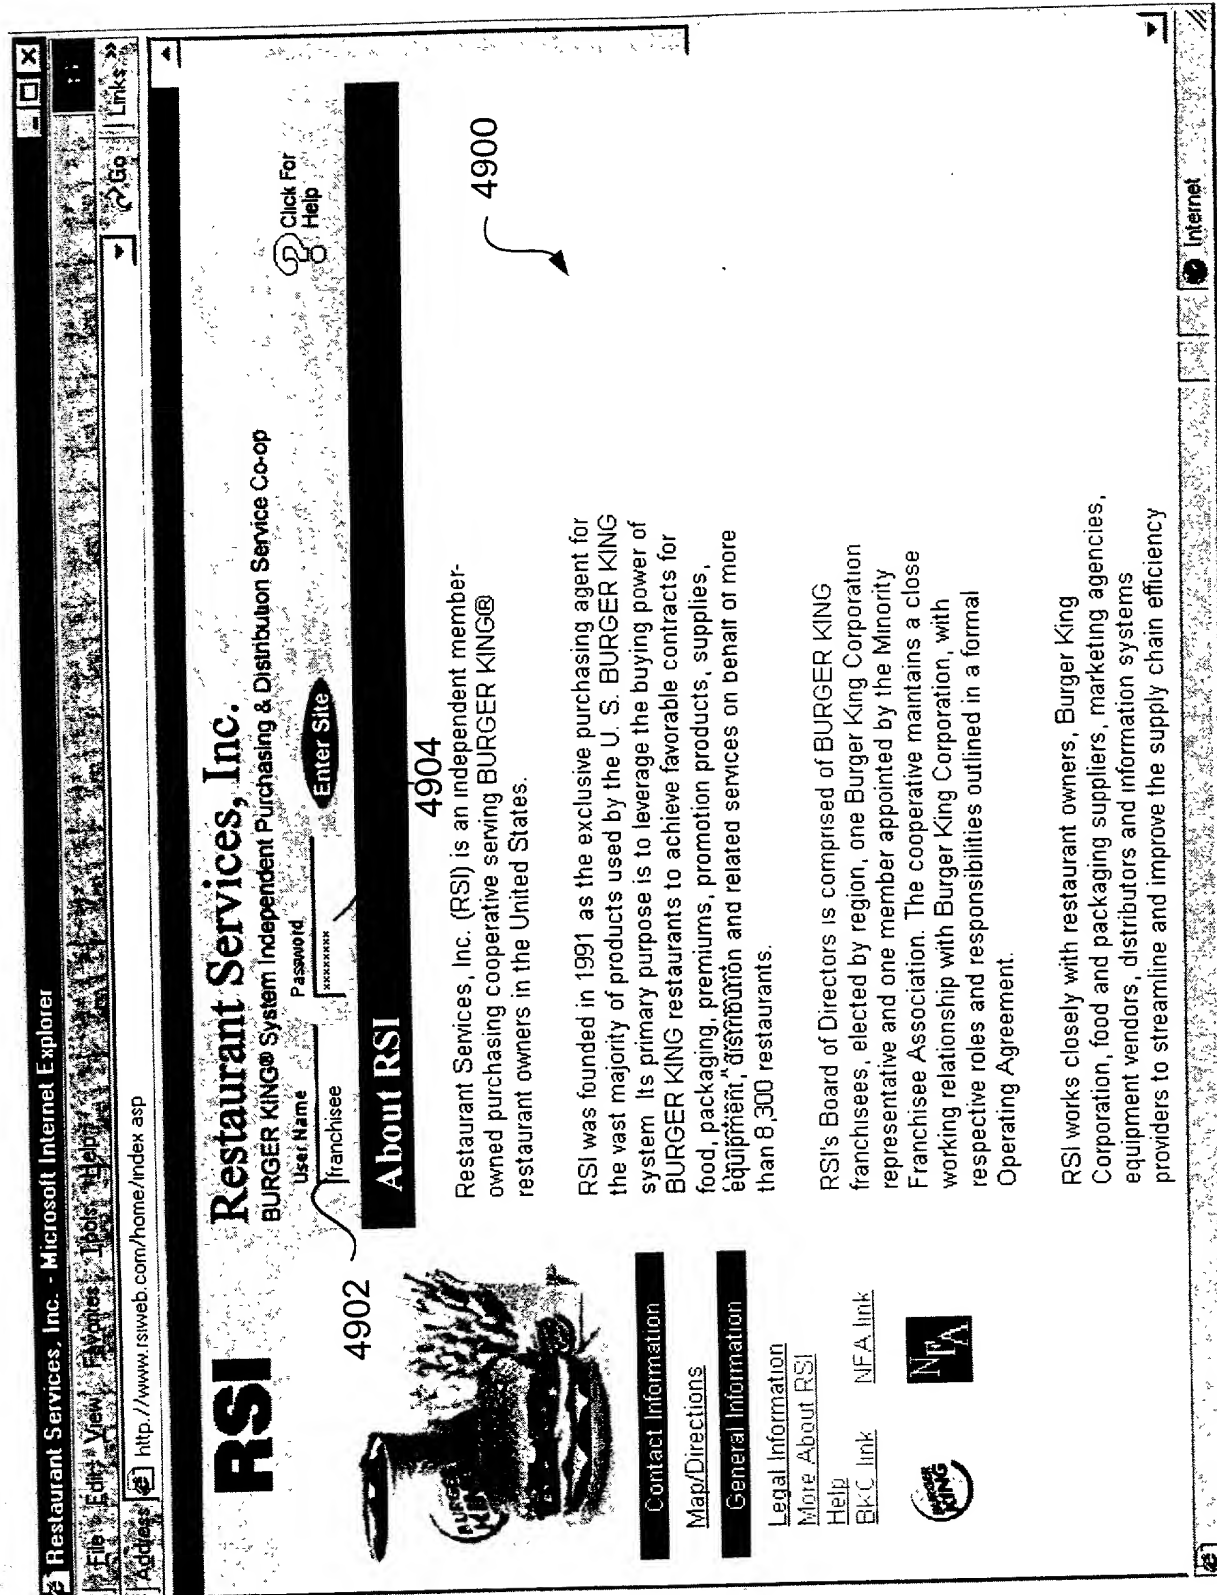 Restaurant Services, Inc. - Microsoft Internet Explorer
File Edit View Favorites Tools Help
Address http://www.rsiweb.com/home/index asp Go Links »
RSI
Restaurant Services, Inc.
BURGER KING® System Independent Purchasing & Distribution Service Co-op
User Name Password
franchisee xxxxxxxx Enter Site
Click For
Help
4902
4904
4900
About RSI
BURGER
KING
Contact Information
Map/Directions
General Information
Legal Information
More About RSI
Help
BKC link NFA link
BURGER
KING
NFA
Restaurant Services, Inc. (RSI) is an independent member-
owned purchasing cooperative serving BURGER KING®
restaurant owners in the United States.
RSI was founded in 1991 as the exclusive purchasing agent for
the vast majority of products used by the U. S. BURGER KING
system Its primary purpose is to leverage the buying power of
BURGER KING restaurants to achieve favorable contracts for
food, packaging, premiums, promotion products, supplies,
equipment, distribution and related services on behalf of more
than 8,300 restaurants.
RSI's Board of Directors is comprised of BURGER KING
franchisees, elected by region, one Burger King Corporation
representative and one member appointed by the Minority
Franchisee Association. The cooperative maintains a close
working relationship with Burger King Corporation, with
respective roles and responsibilities outlined in a formal
Operating Agreement.
RSI works closely with restaurant owners, Burger King
Corporation, food and packaging suppliers, marketing agencies,
equipment vendors, distributors and information systems
providers to streamline and improve the supply chain efficiency
Internet